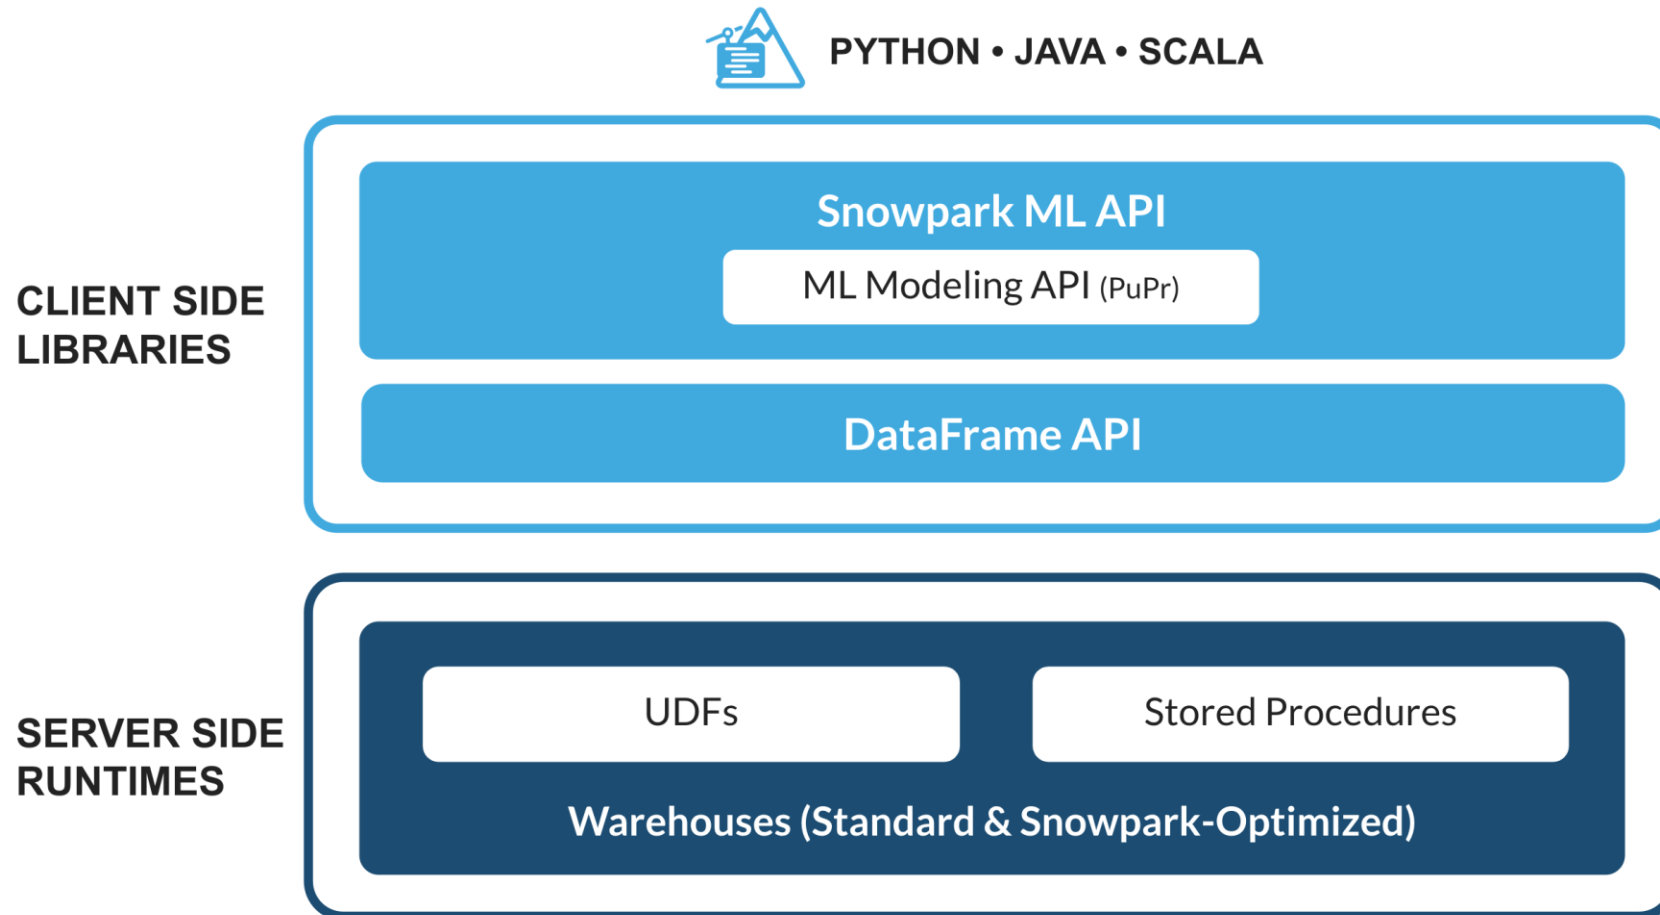 PYTHON • JAVA • SCALA
CLIENT SIDE
LIBRARIES
Snowpark ML API
ML Modeling API (PuPr)
DataFrame API
SERVER SIDE
RUNTIMES
UDFs
Stored Procedures
Warehouses (Standard & Snowpark-Optimized)